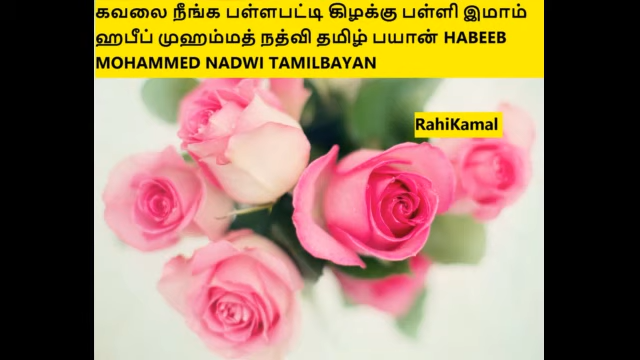 கவலை நீங்க பள்ளபட்டி கிழக்கு பள்ளி இமாம்
ஹபீப் முஹம்மத் நத்வி தமிழ் பயான் HABEEB
MOHAMMED NADWI TAMILBAYAN
RahiKamal